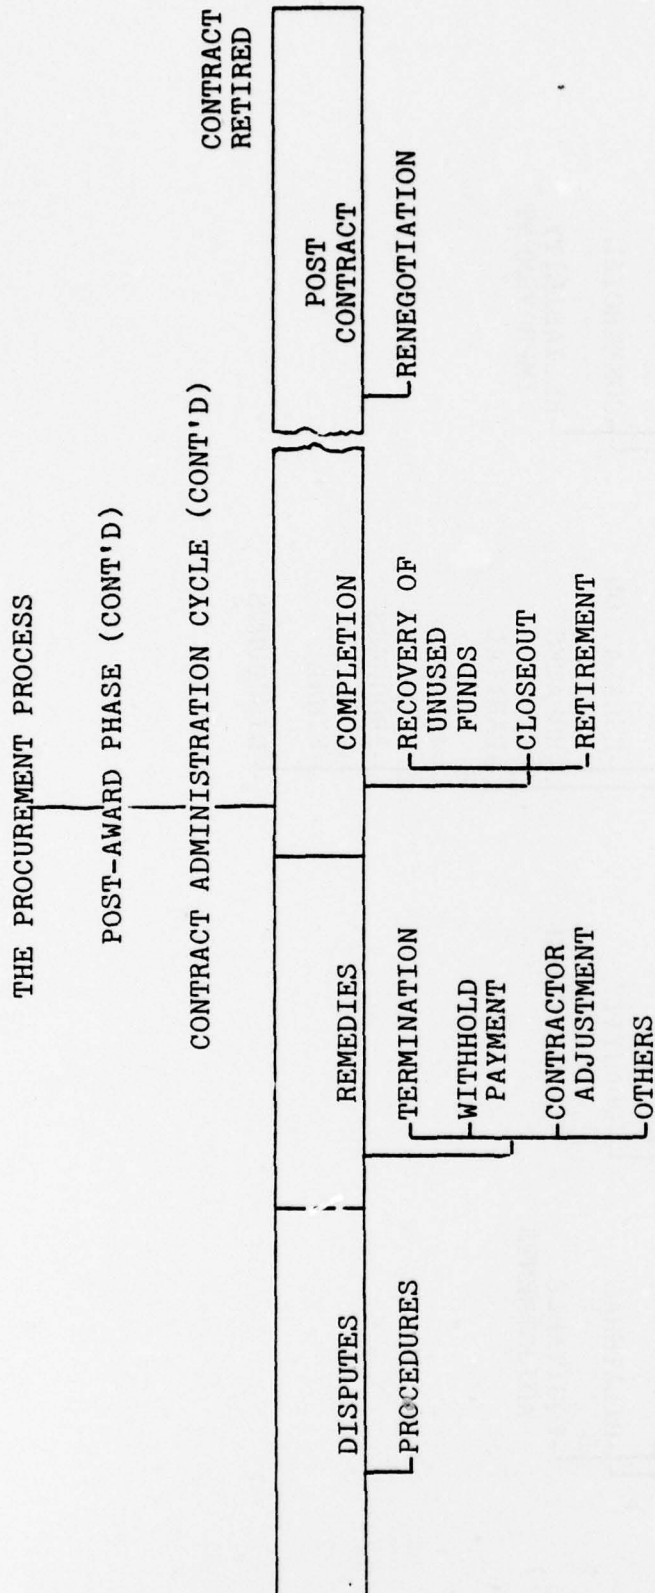 THE PROCUREMENT PROCESS
POST-AWARD PHASE (CONT'D)
CONTRACT ADMINISTRATION CYCLE (CONT'D)
CONTRACT
RETIRED
DISPUTES
REMEDIES
COMPLETION
POST
CONTRACT
PROCEDURES
TERMINATION
WITHHOLD
PAYMENT
CONTRACTOR
ADJUSTMENT
OTHERS
RECOVERY OF
UNUSED
FUNDS
CLOSEOUT
RETIREMENT
RENEGOTIATION